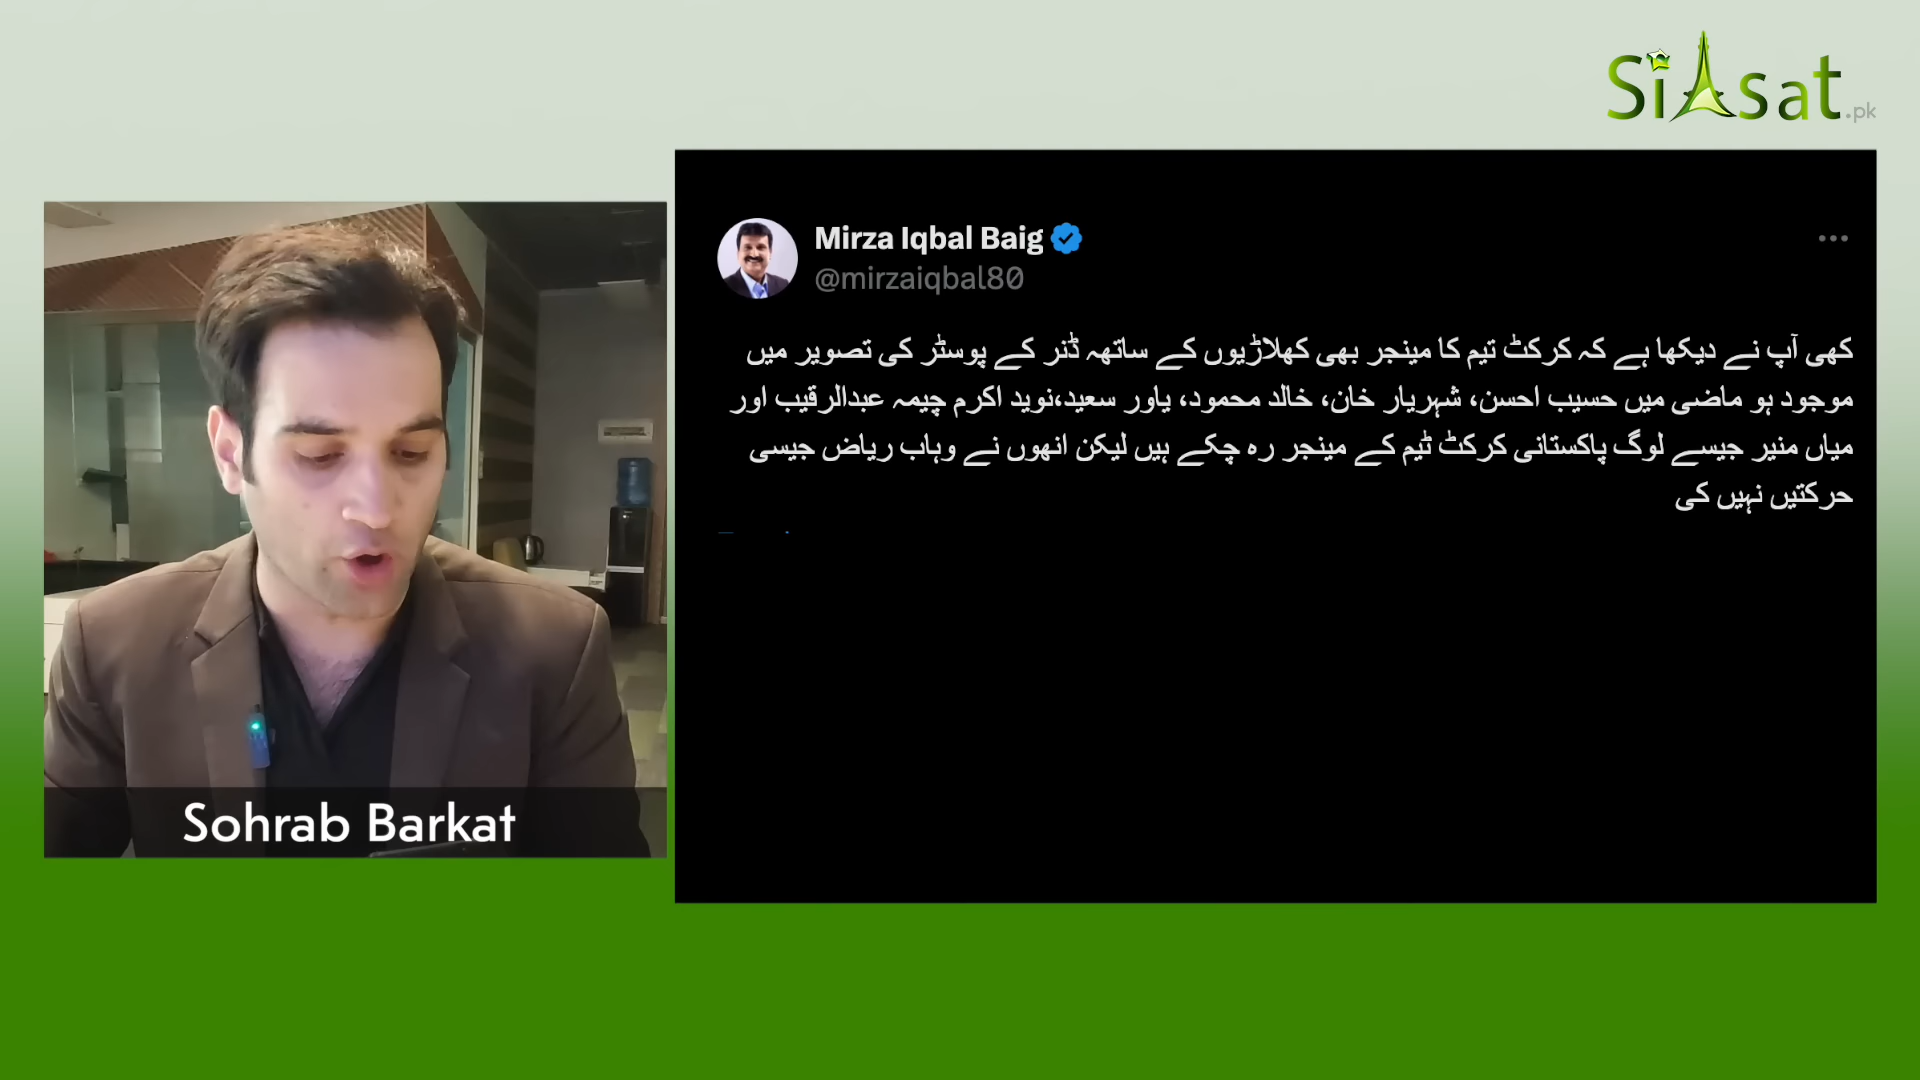 SiAsat.pk
Mirza Iqbal Baig
@mirzaiqbal80
کھی آپ نے دیکھا ہے کہ کرکٹ تیم کا مینجر بھی کھلاڑیوں کے ساتھہ ڈنر کے پوسٹر کی تصویر میں
موجود ہو ماضی میں حسیب احسن، شہریار خان، خالد محمود، یاور سعید،نوید اکرم چیمہ عبدالرقیب اور
میاں منیر جیسے لوگ پاکستانی کرکٹ ٹیم کے مینجر رہ چکے ہیں لیکن انھوں نے وہاب ریاض جیسی
حرکتیں نہیں کی
Sohrab Barkat